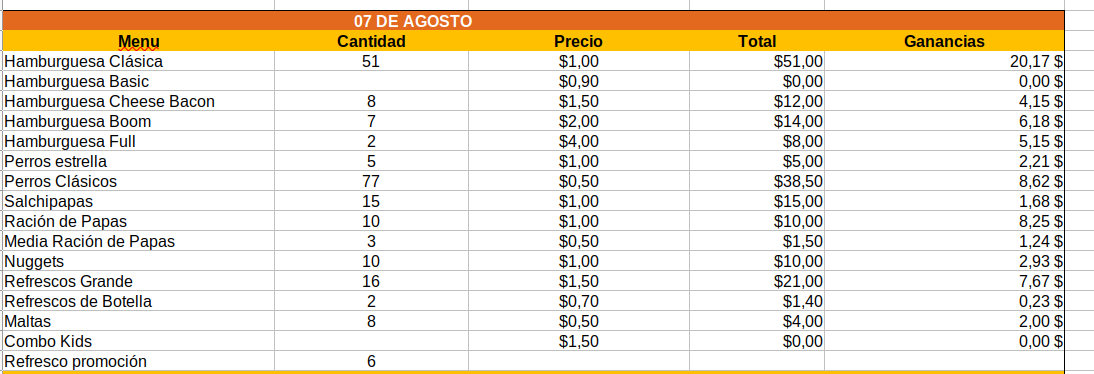 07 DE AGOSTO
Menu Cantidad Precio Total Ganancias
Hamburguesa Clásica 51 $1,00 $51,00 20,17 $
Hamburguesa Basic $0,90 $0,00 0,00 $
Hamburguesa Cheese Bacon 8 $1,50 $12,00 4,15 $
Hamburguesa Boom 7 $2,00 $14,00 6,18 $
Hamburguesa Full 2 $4,00 $8,00 5,15 $
Perros estrella 5 $1,00 $5,00 2,21 $
Perros Clásicos 77 $0,50 $38,50 8,62 $
Salchipapas 15 $1,00 $15,00 1,68 $
Ración de Papas 10 $1,00 $10,00 8,25 $
Media Ración de Papas 3 $0,50 $1,50 1,24 $
Nuggets 10 $1,00 $10,00 2,93 $
Refrescos Grande 16 $1,50 $21,00 7,67 $
Refrescos de Botella 2 $0,70 $1,40 0,23 $
Maltas 8 $0,50 $4,00 2,00 $
Combo Kids $1,50 $0,00 0,00 $
Refresco promoción 6